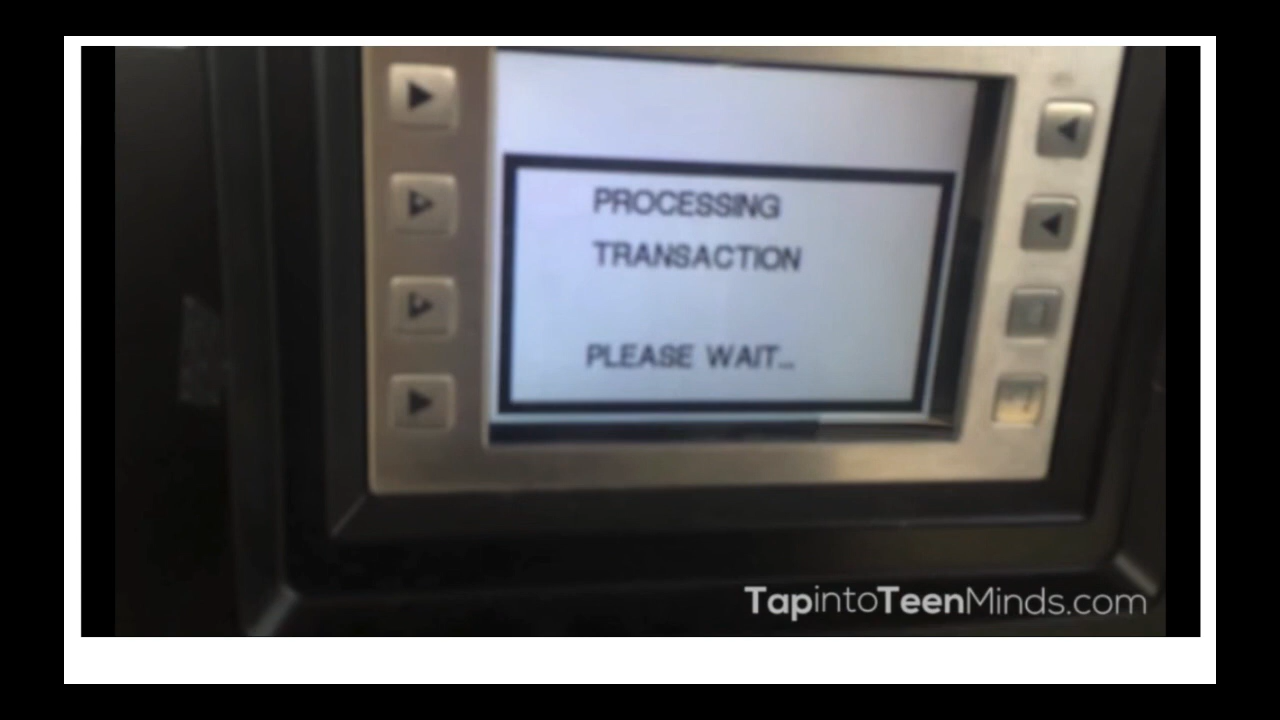 PROCESSING
TRANSACTION
PLEASE WAIT...
TapintoTeenMinds.com